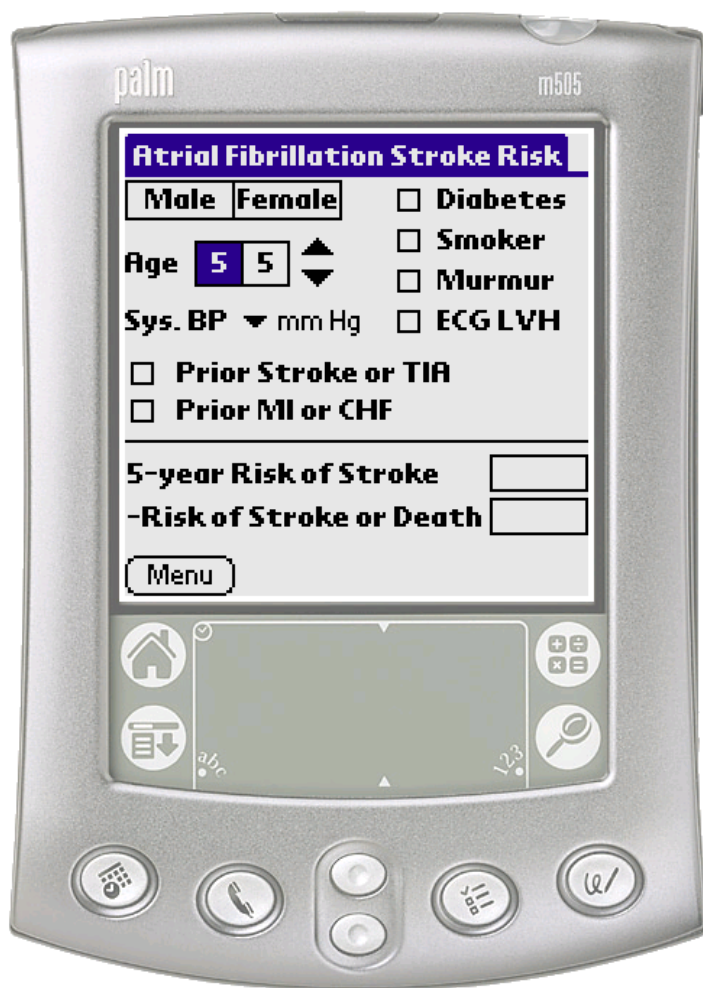 palm m505
Atrial Fibrillation Stroke Risk
Male Female
Diabetes
Smoker
Age 5 5
Murmur
Sys. BP mm Hg
ECG LVH
Prior Stroke or TIA
Prior MI or CHF
5-year Risk of Stroke
-Risk of Stroke or Death
Menu
abc 123